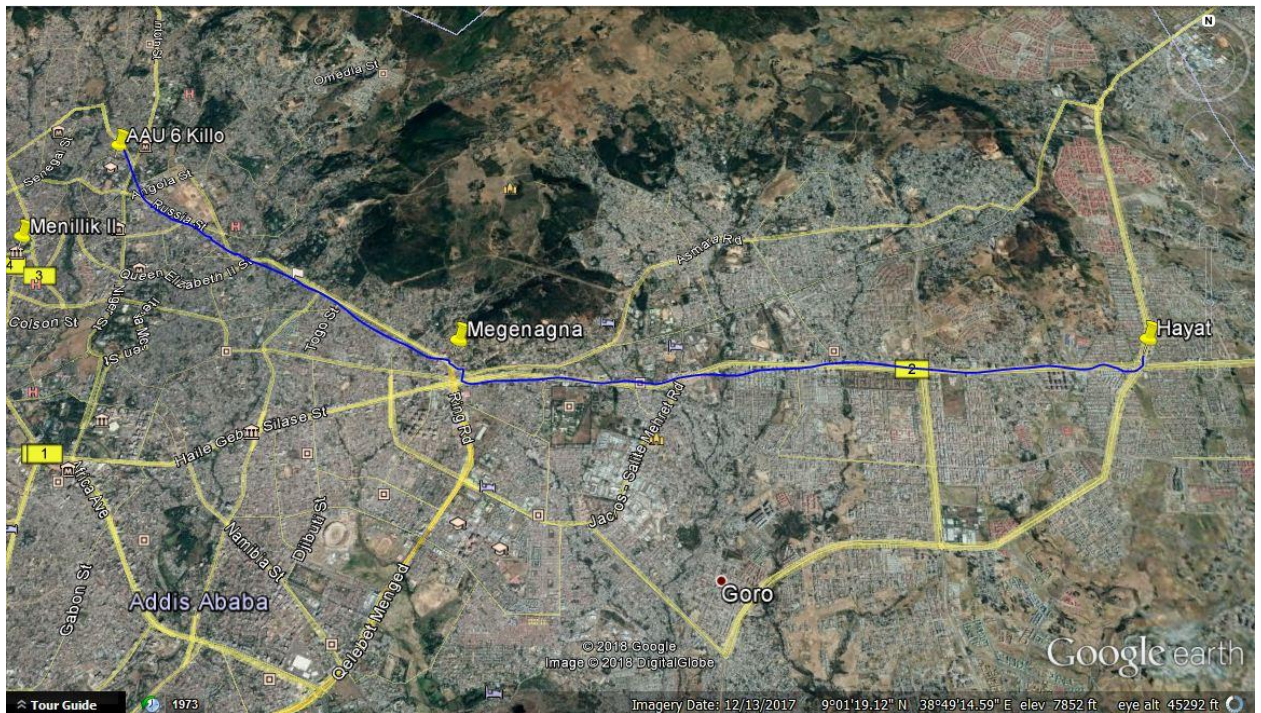 N
Omedla St
AAU 6 Killo
Senegal St
Angola St
Russia St
Menillik II
Queen Elizabeth II St
4
3
Asmara Rd
Niger St
Colson St
Togo St
Megenagna
Hayat
2
Ring Rd
Haile Gebr Silase St
1
Africa Ave
Jacros - Salite Mehret Rd
Djibuti St
Namibia St
Goro
Gabon St
Addis Ababa
Qelebet Menged
© 2018 Google
Image © 2018 DigitalGlobe
Google earth
Tour Guide
1973
Imagery Date: 12/13/2017 9°01'19.12" N 38°49'14.59" E elev 7852 ft eye alt 45292 ft